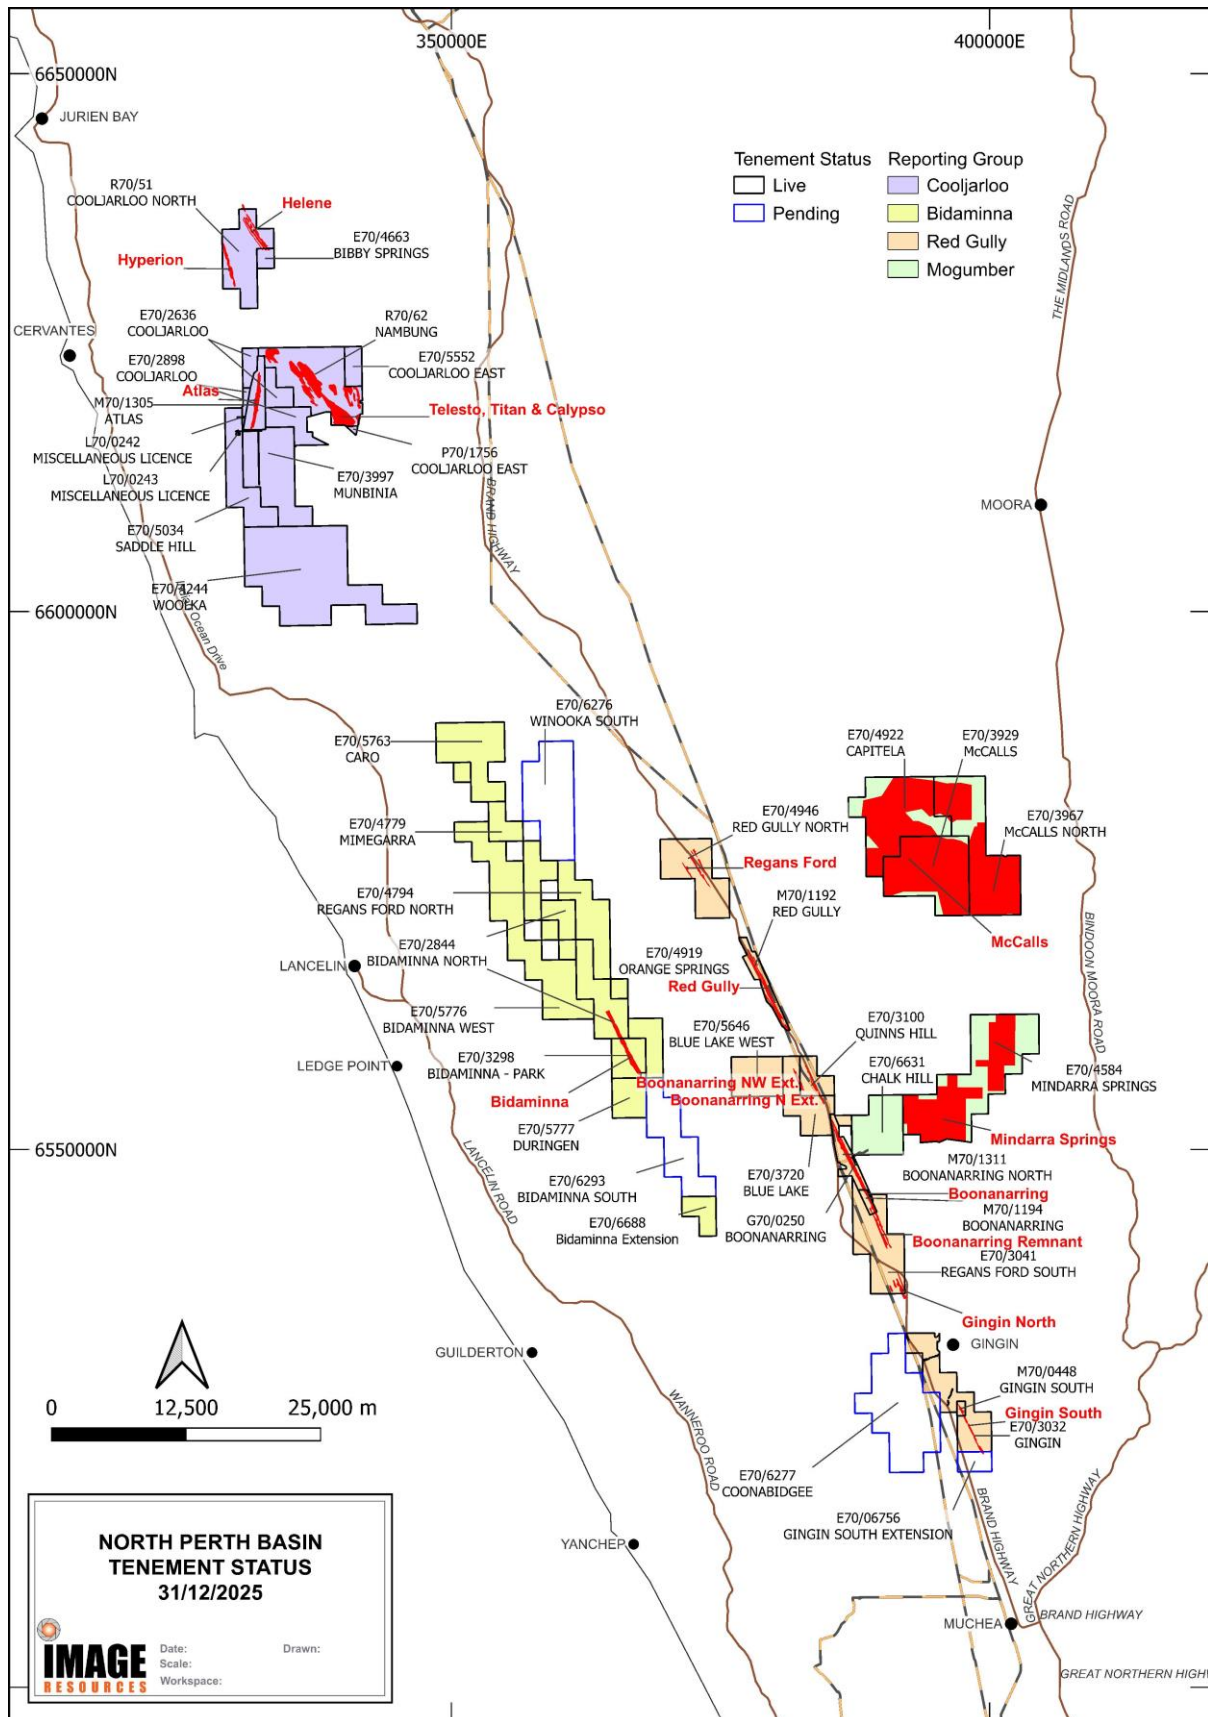 350000E
400000E
6650000N
JURIEN BAY
Tenement Status
Reporting Group
Live
Cooljarloo
Pending
Bidaminna
Red Gully
Mogumber
THE MIDLANDS ROAD
R70/51
COOLJARLOO NORTH
Helene
E70/4663
BIBBY SPRINGS
Hyperion
CERVANTES
E70/2636
COOLJARLOO
R70/62
NAMBUNG
E70/2898
COOLJARLOO
E70/5552
COOLJARLOO EAST
Atlas
M70/1305
ATLAS
Telesto, Titan & Calypso
L70/0242
MISCELLANEOUS LICENCE
P70/1756
COOLJARLOO EAST
L70/0243
MISCELLANEOUS LICENCE
E70/3997
MUNBINIA
BRAND HIGHWAY
MOORA
E70/5034
SADDLE HILL
E70/4244
WOOLKA
6600000N
Ocean Drive
E70/6276
WINOOKA SOUTH
E70/5763
CARO
E70/4922
CAPITELA
E70/3929
McCALLS
E70/4779
MIMEGARRA
E70/4946
RED GULLY NORTH
E70/3967
McCALLS NORTH
Regans Ford
E70/4794
REGANS FORD NORTH
M70/1192
RED GULLY
McCalls
BINDOON MOORA ROAD
E70/2844
BIDAMINNA NORTH
LANCELIN
E70/4919
ORANGE SPRINGS
Red Gully
E70/5776
BIDAMINNA WEST
E70/5646
BLUE LAKE WEST
E70/3100
QUINNS HILL
E70/3298
BIDAMINNA - PARK
LEDGE POINT
E70/6631
CHALK HILL
E70/4584
MINDARRA SPRINGS
Boonanarring NW Ext.
Boonanarring N Ext.
Bidaminna
E70/5777
DURINGEN
Mindarra Springs
6550000N
LANCELIN ROAD
M70/1311
BOONANARRING NORTH
E70/6293
BIDAMINNA SOUTH
E70/3720
BLUE LAKE
Boonanarring
M70/1194
BOONANARRING
E70/6688
Bidaminna Extension
G70/0250
BOONANARRING
Boonanarring Remnant
E70/3041
REGANS FORD SOUTH
Gingin North
GUILDERTON
GINGIN
M70/0448
GINGIN SOUTH
WANNEROO ROAD
Gingin South
E70/3032
GINGIN
0
12,500
25,000 m
E70/6277
COONABIDGEE
E70/06756
GINGIN SOUTH EXTENSION
BRAND HIGHWAY
GREAT NORTHERN HIGHWAY
NORTH PERTH BASIN
TENEMENT STATUS
31/12/2025
YANCHEP
MUCHEA
BRAND HIGHWAY
GREAT NORTHERN HIGHW
IMAGE
RESOURCES
Date:
Drawn:
Scale:
Workspace: